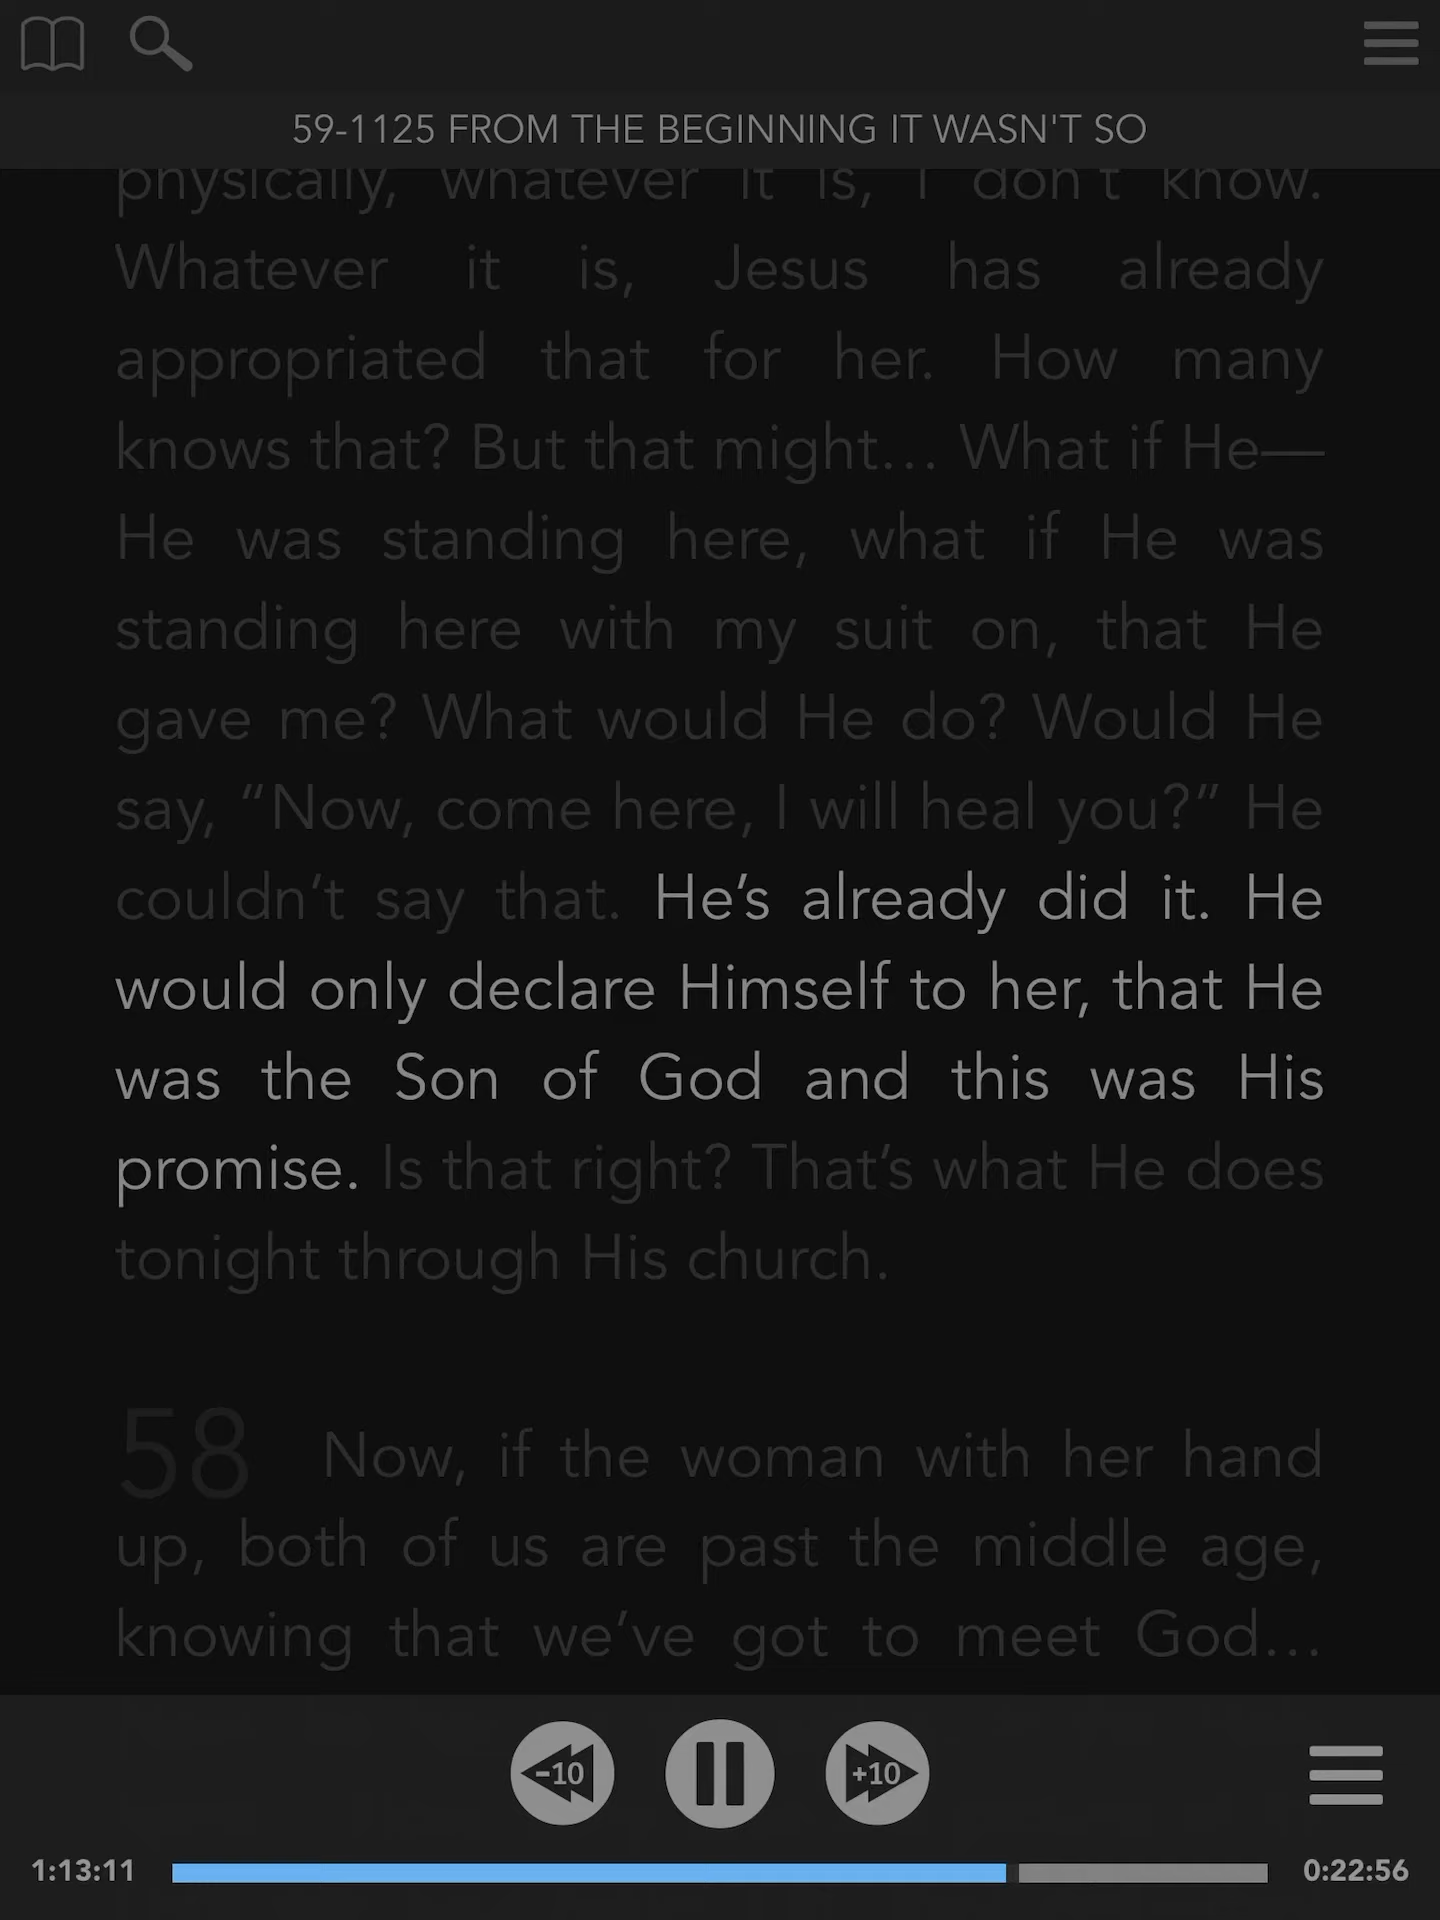 59-1125 FROM THE BEGINNING IT WASN'T SO
physically, whatever it is, I don't know.
Whatever it is, Jesus has already
appropriated that for her. How many
knows that? But that might… What if He—
He was standing here, what if He was
standing here with my suit on, that He
gave me? What would He do? Would He
say, “Now, come here, I will heal you?” He
couldn’t say that. He’s already did it. He
would only declare Himself to her, that He
was the Son of God and this was His
promise. Is that right? That’s what He does
tonight through His church.
58 Now, if the woman with her hand
up, both of us are past the middle age,
knowing that we’ve got to meet God…
-10 +10
1:13:11 0:22:56